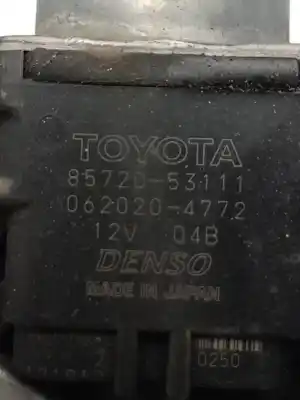 TOYOTA
85720-53111
062020-4772
12V 04B
DENSO
MADE IN JAPAN
0250